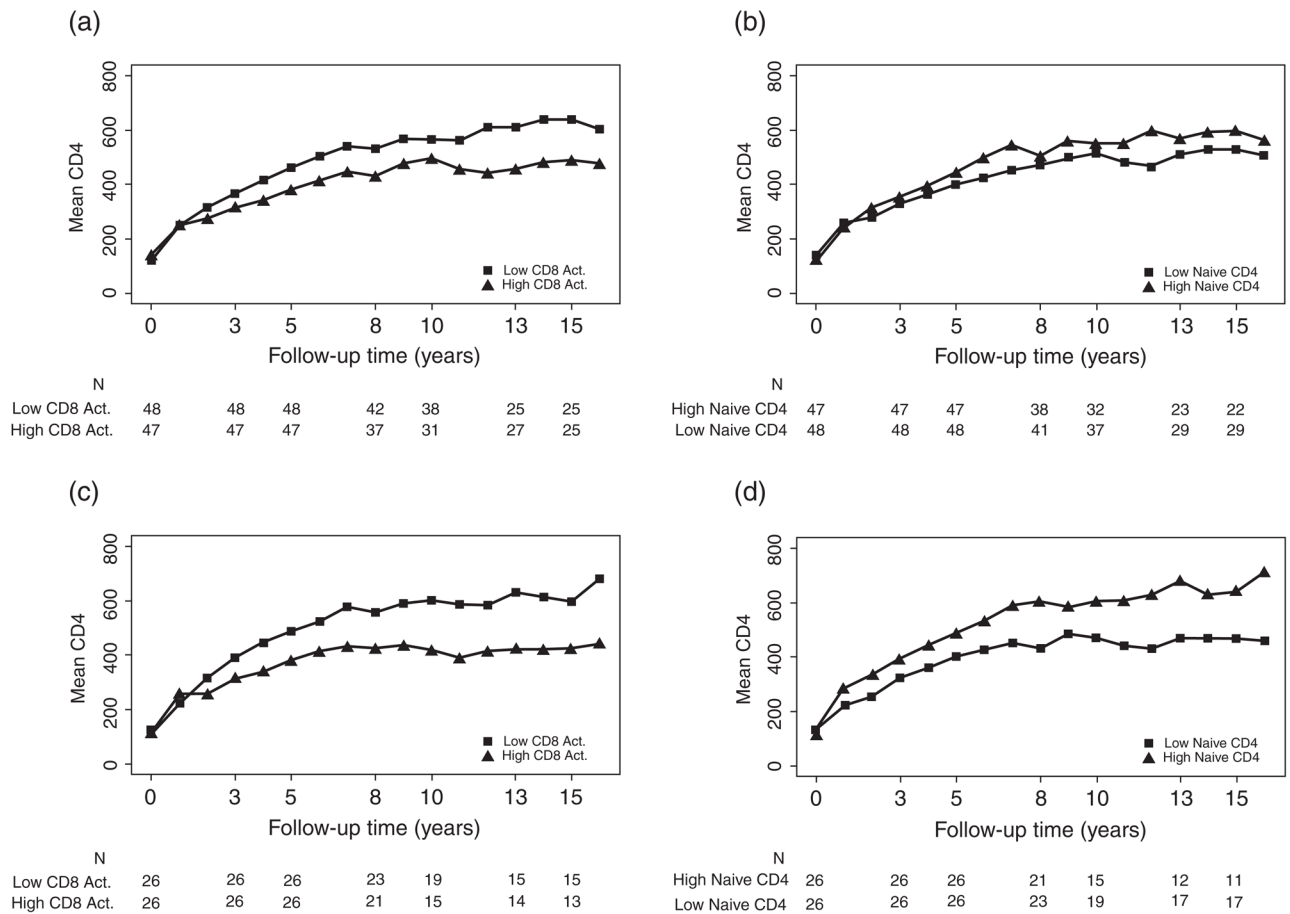 (a)
800
600
400
200
0
Mean CD4
Low CD8 Act.
High CD8 Act.
0 3 5 8 10 13 15
Follow-up time (years)
N
Low CD8 Act. 48 48 48 42 38 25 25
High CD8 Act. 47 47 47 37 31 27 25
(b)
800
600
400
200
0
Mean CD4
Low Naive CD4
High Naive CD4
0 3 5 8 10 13 15
Follow-up time (years)
N
High Naive CD4 47 47 47 38 32 23 22
Low Naive CD4 48 48 48 41 37 29 29
(c)
800
600
400
200
0
Mean CD4
Low CD8 Act.
High CD8 Act.
0 3 5 8 10 13 15
Follow-up time (years)
N
Low CD8 Act. 26 26 26 23 19 15 15
High CD8 Act. 26 26 26 21 15 14 13
(d)
800
600
400
200
0
Mean CD4
Low Naive CD4
High Naive CD4
0 3 5 8 10 13 15
Follow-up time (years)
N
High Naive CD4 26 26 26 21 15 12 11
Low Naive CD4 26 26 26 23 19 17 17